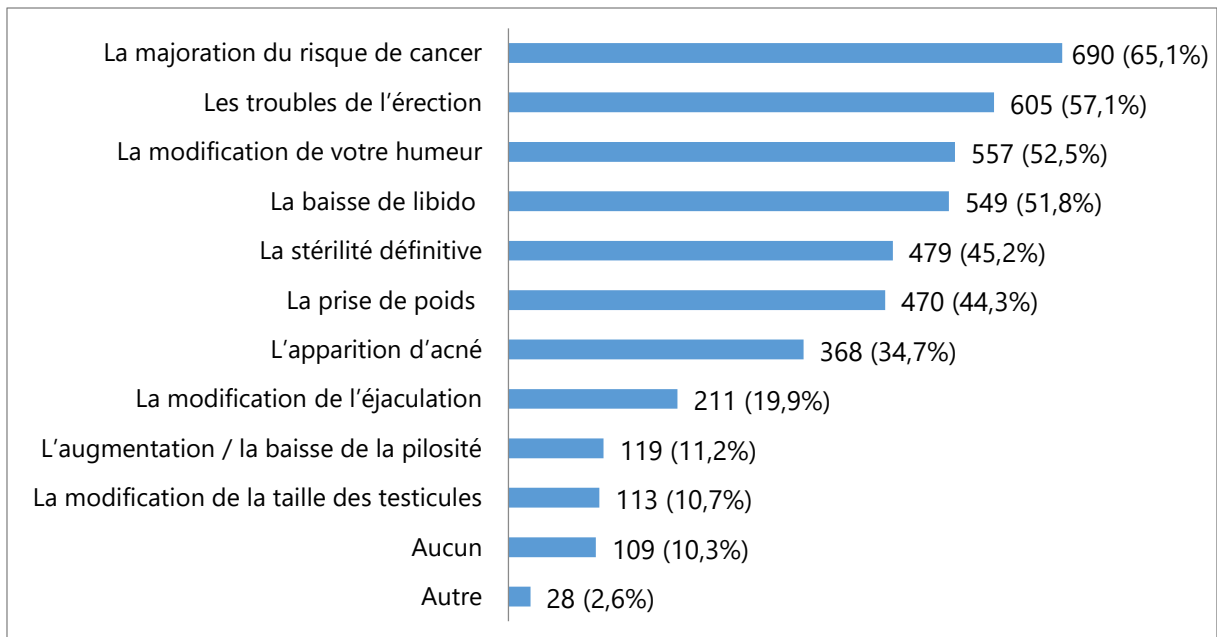 La majoration du risque de cancer 690 (65,1%)
Les troubles de l’érection 605 (57,1%)
La modification de votre humeur 557 (52,5%)
La baisse de libido 549 (51,8%)
La stérilité définitive 479 (45,2%)
La prise de poids 470 (44,3%)
L’apparition d’acné 368 (34,7%)
La modification de l’éjaculation 211 (19,9%)
L’augmentation / la baisse de la pilosité 119 (11,2%)
La modification de la taille des testicules 113 (10,7%)
Aucun 109 (10,3%)
Autre 28 (2,6%)